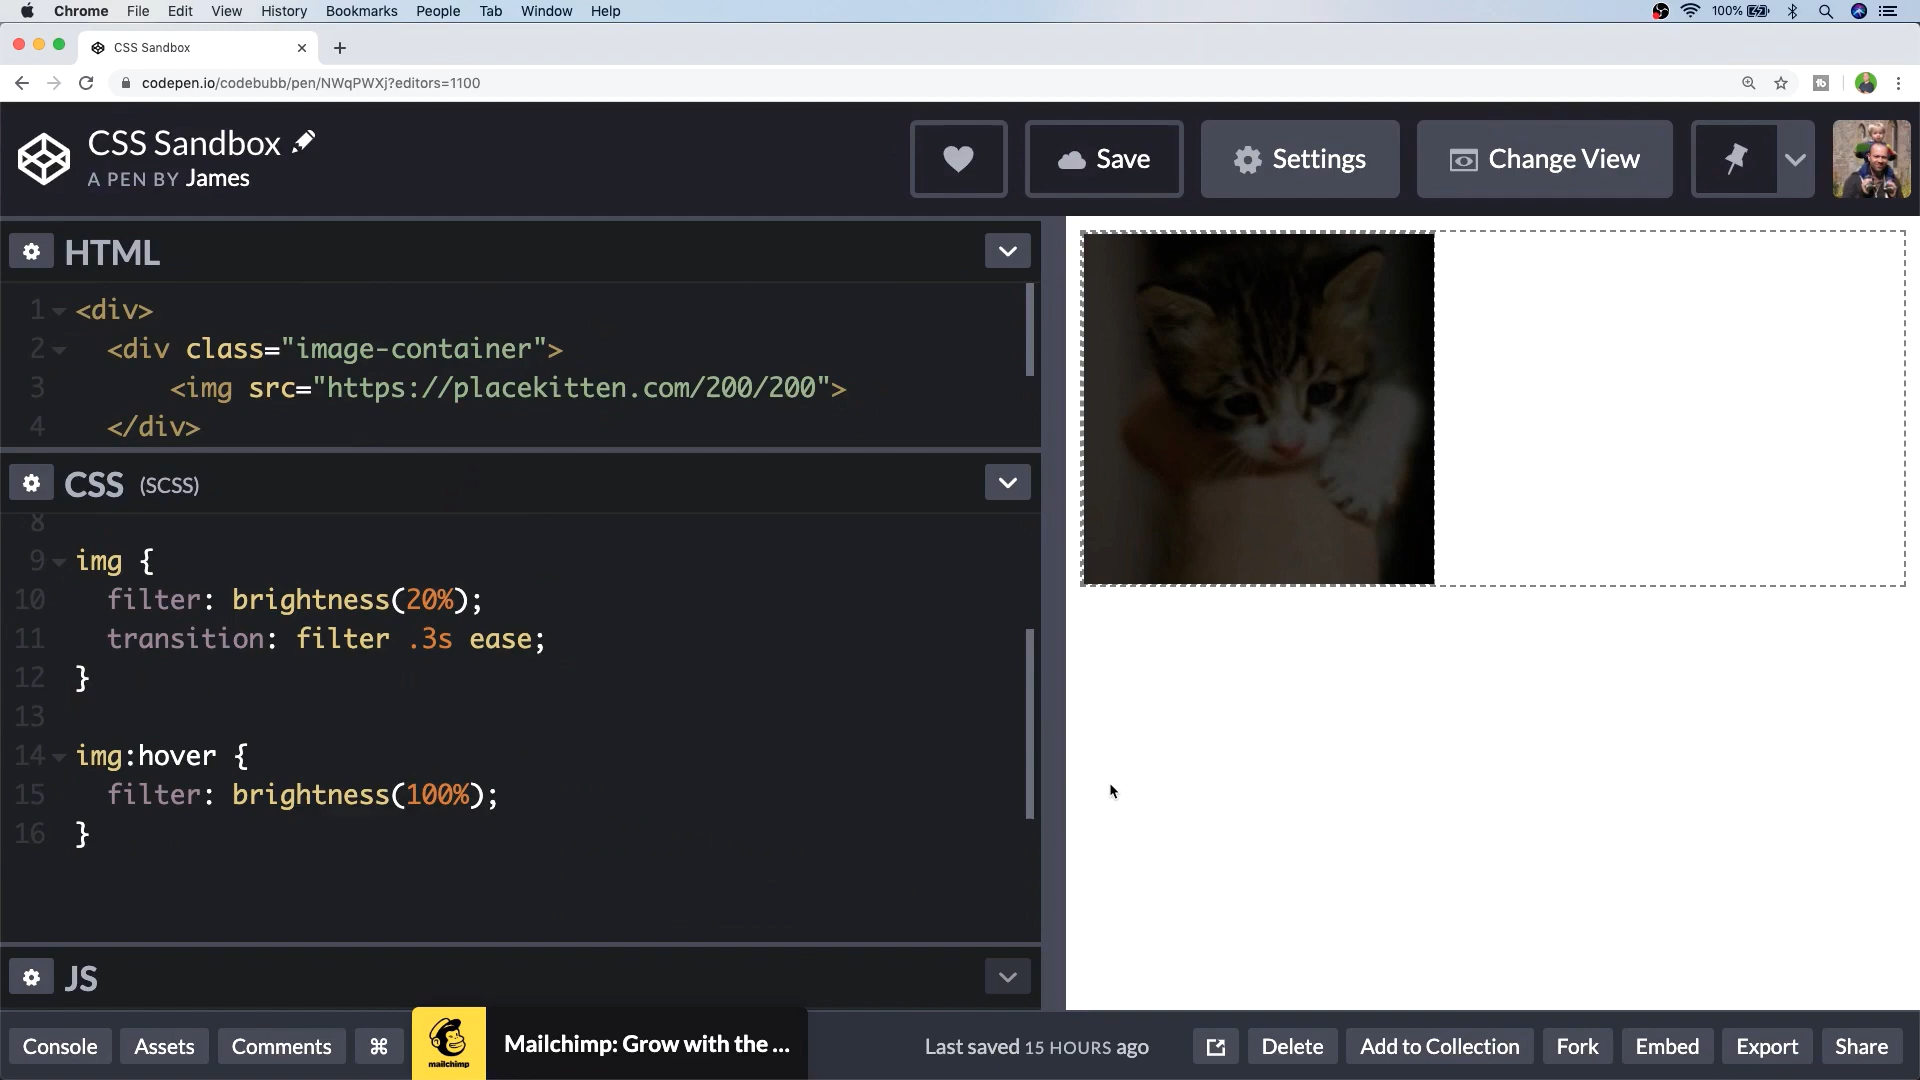 Chrome File Edit View History Bookmarks People Tab Window Help 100%
CSS Sandbox
codepen.io/codebubb/pen/NWqPWXj?editors=1100
CSS Sandbox
A PEN BY James
Save
Settings
Change View
HTML
1 <div>
2 <div class="image-container">
3 <img src="https://placekitten.com/200/200">
4 </div>
CSS (SCSS)
8
9 img {
10 filter: brightness(20%);
11 transition: filter .3s ease;
12 }
13
14 img:hover {
15 filter: brightness(100%);
16 }
JS
Console Assets Comments ⌘ mailchimp Mailchimp: Grow with the ... Last saved 15 HOURS ago Delete Add to Collection Fork Embed Export Share